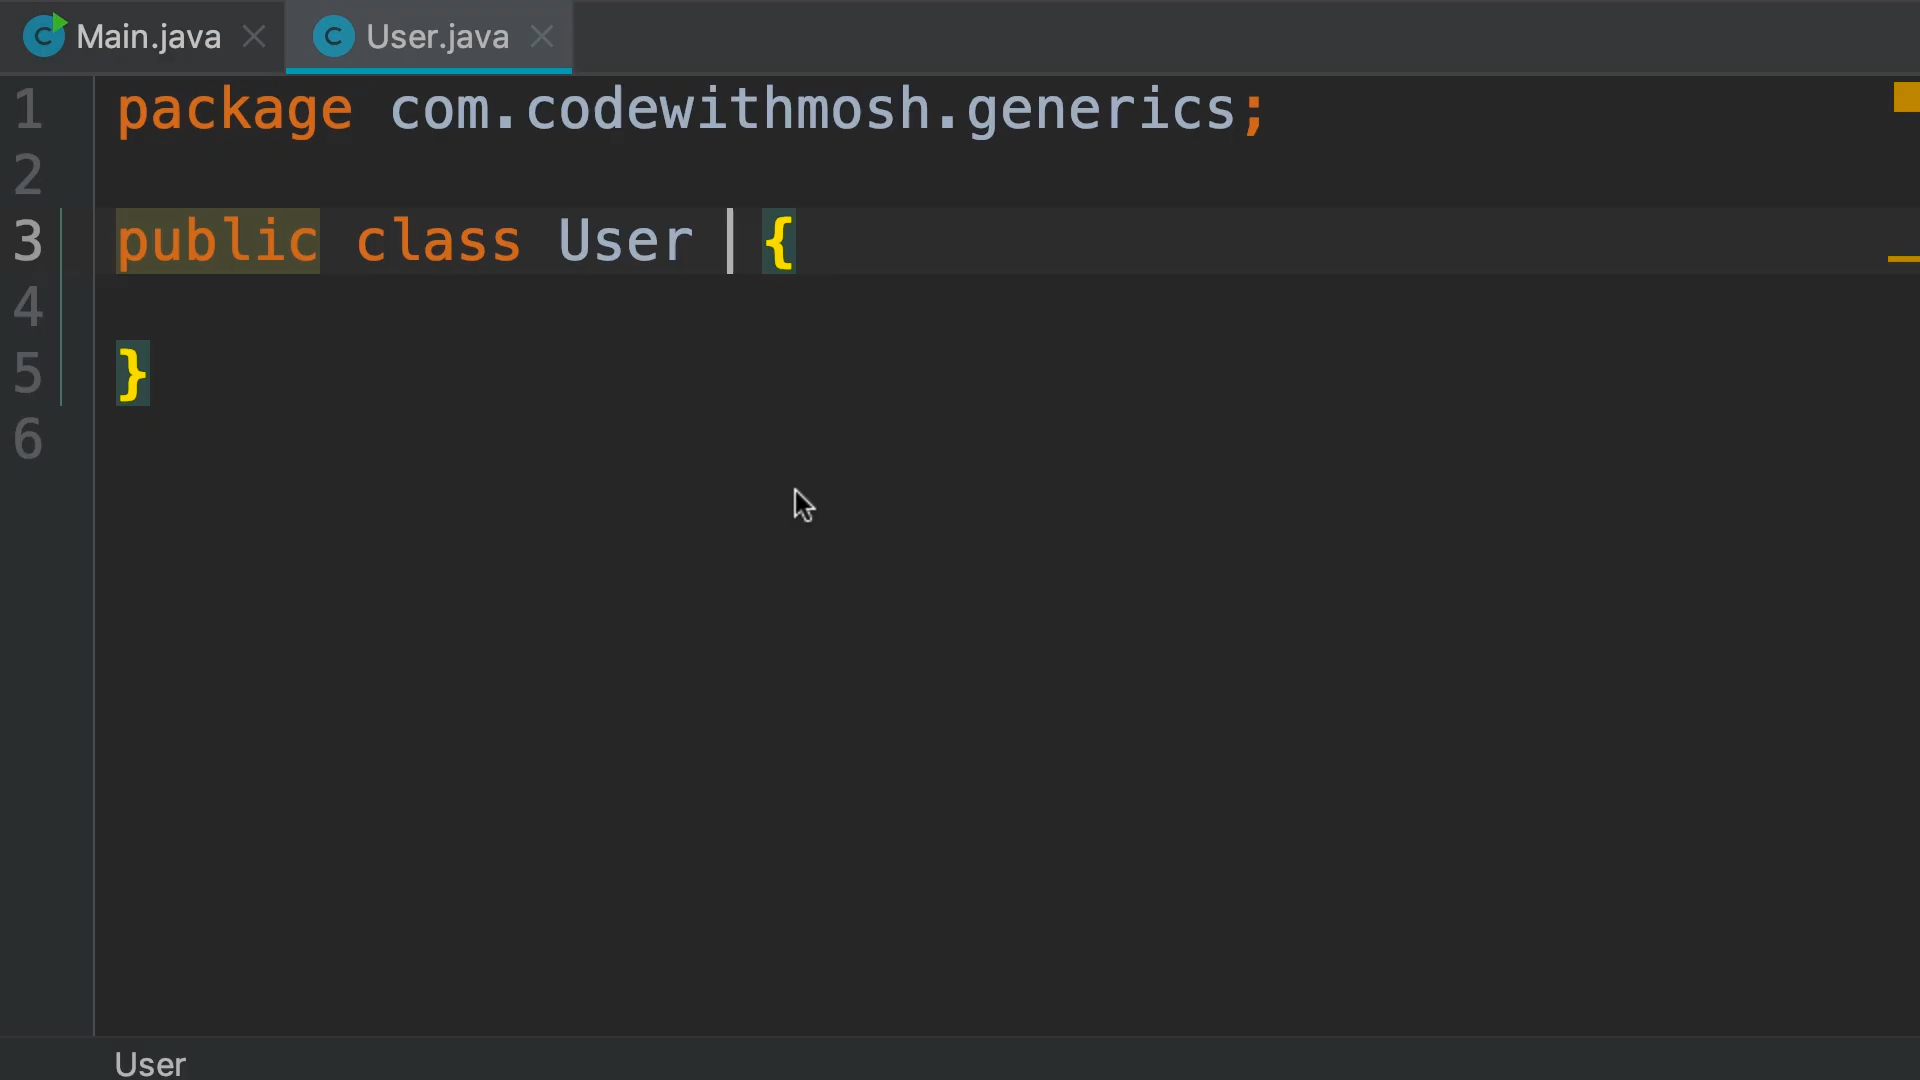 Main.java User.java
1 package com.codewithmosh.generics;
2
3 public class User {
4
5 }
6
User